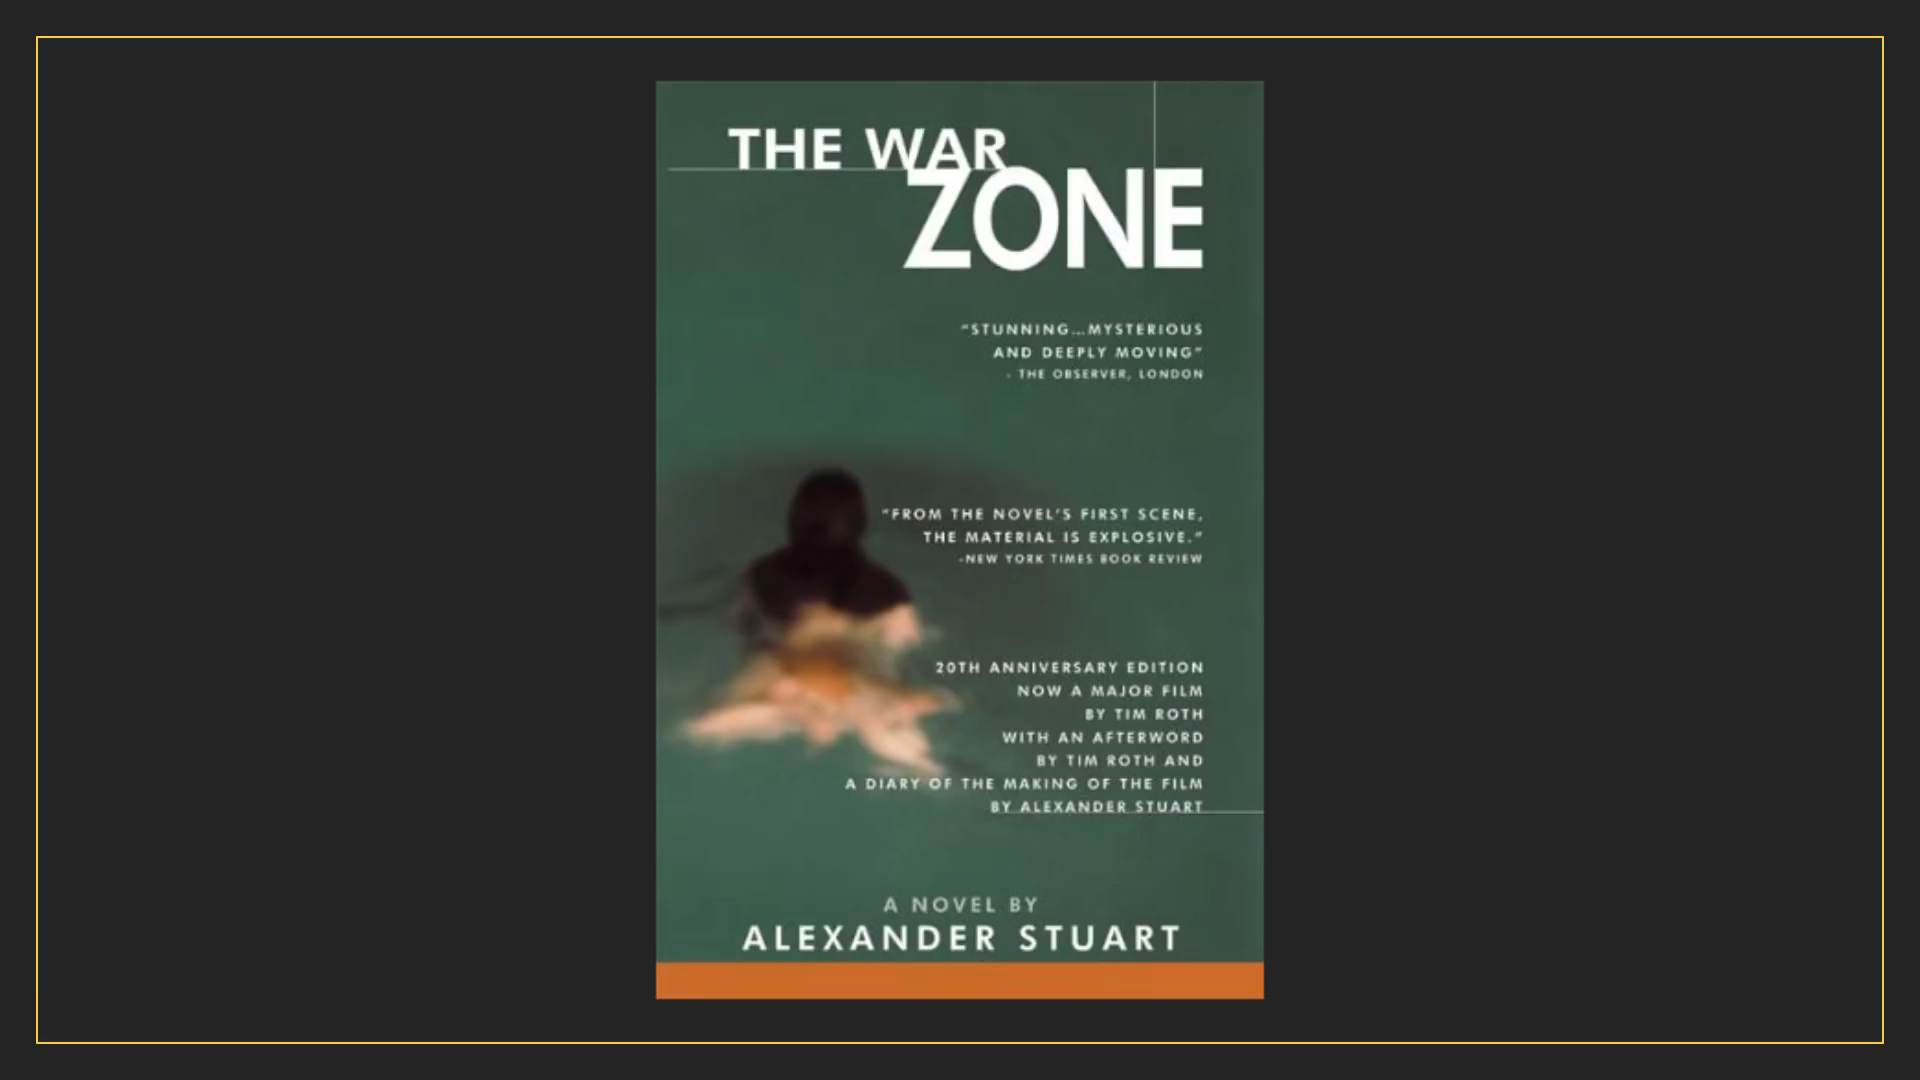 THE WAR
ZONE
"STUNNING...MYSTERIOUS
AND DEEPLY MOVING"
- THE OBSERVER, LONDON
"FROM THE NOVEL'S FIRST SCENE,
THE MATERIAL IS EXPLOSIVE."
-NEW YORK TIMES BOOK REVIEW
20TH ANNIVERSARY EDITION
NOW A MAJOR FILM
BY TIM ROTH
WITH AN AFTERWORD
BY TIM ROTH AND
A DIARY OF THE MAKING OF THE FILM
BY ALEXANDER STUART
A NOVEL BY
ALEXANDER STUART